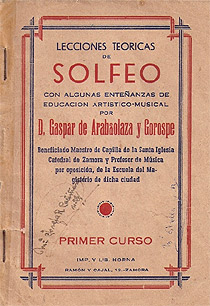 LECCIONES TEORICAS
DE
SOLFEO
CON ALGUNAS ENTEÑANZAS DE
EDUCACION ARTISTICO-MUSICAL
POR
D. Gaspar de Arabaolaza y Gorospe
Beneficiado Maestro de Capilla de la Santa Iglesia
Catedral de Zamora y Profesor de Música
por oposición, de la Escuela del Ma-
gisterio de dicha ciudad
PRIMER CURSO
IMP. Y LIB. HORNA
RAMÓN Y CAJAL, 12.-ZAMORA